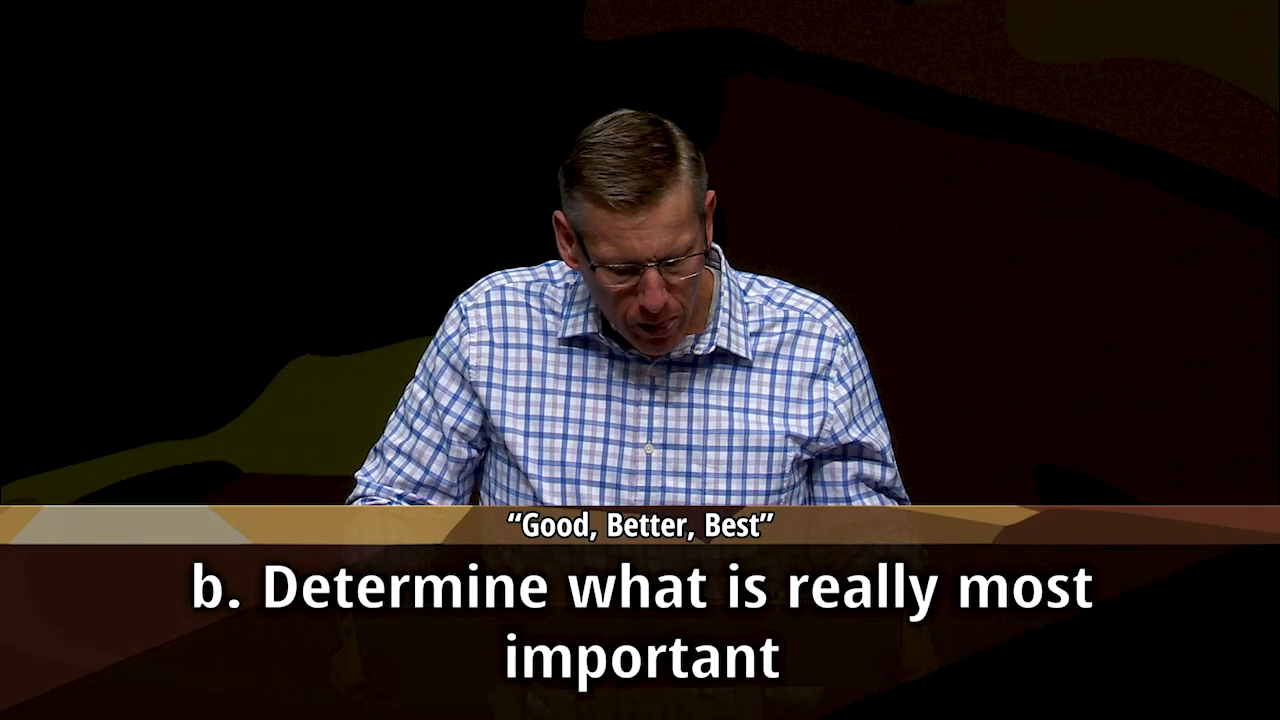 “Good, Better, Best”
b. Determine what is really most
important